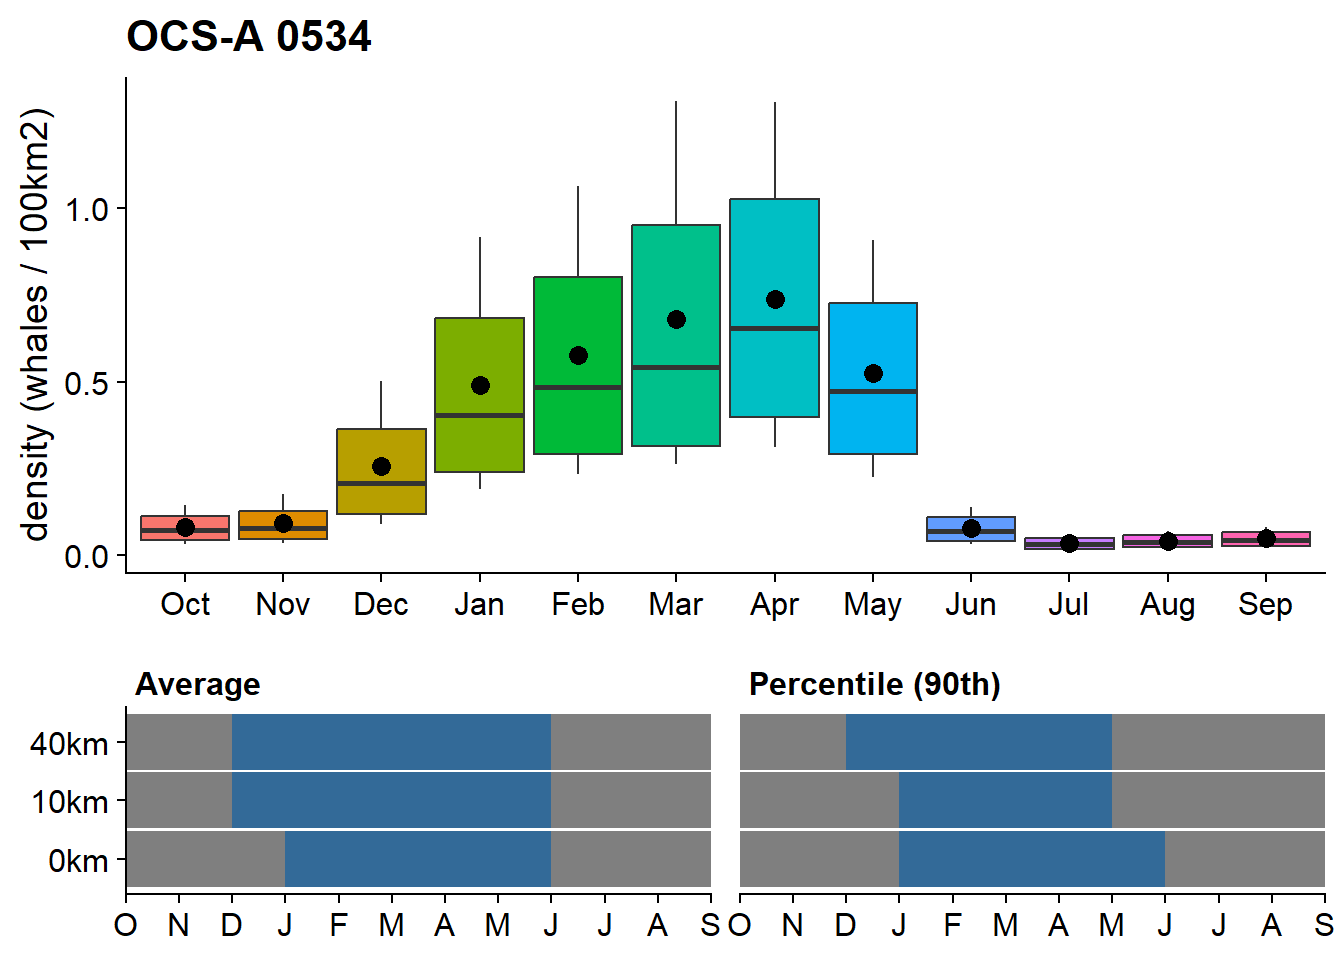 OCS-A 0534
density (whales / 100km2)
1.0
0.5
0.0
Oct Nov Dec Jan Feb Mar Apr May Jun Jul Aug Sep
Average Percentile (90th)
40km
10km
0km
O N D J F M A M J J A S O N D J F M A M J J A S